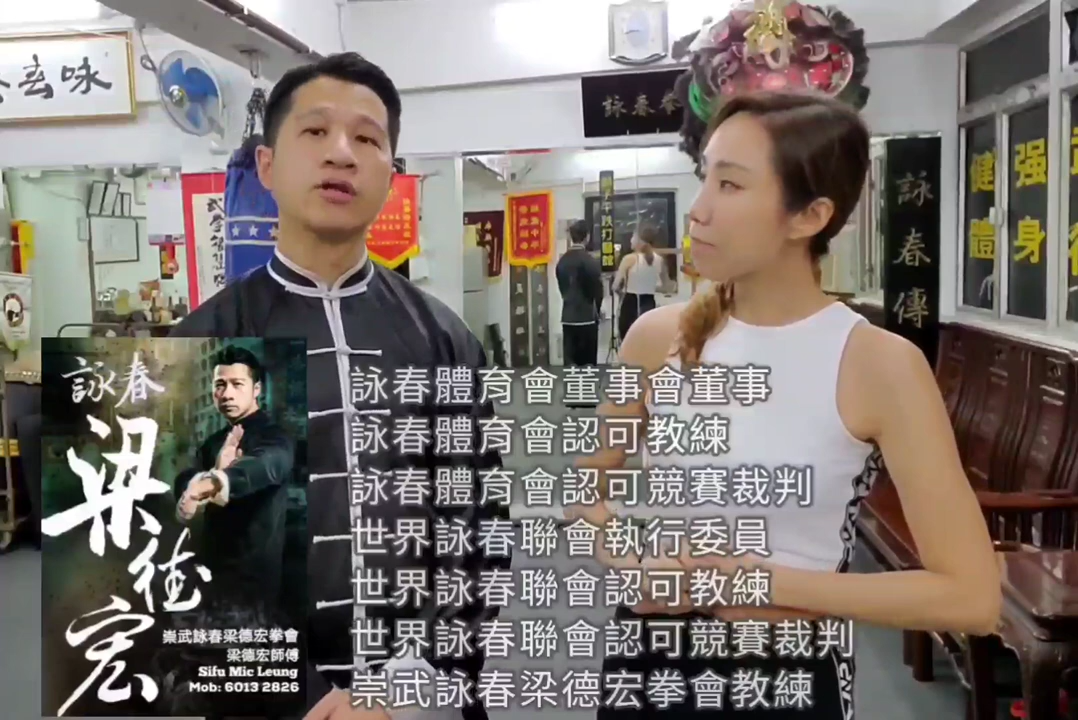 咏春拳
詠春拳
詠春傳
健體
强身
詠春
梁德宏
崇武詠春梁德宏拳會
梁德宏師傅
Sifu Mic Leung
Mob: 6013 2826
詠春體育會董事會董事
詠春體育會認可教練
詠春體育會認可競賽裁判
世界詠春聯會執行委員
世界詠春聯會認可教練
世界詠春聯會認可競賽裁判
崇武詠春梁德宏拳會教練